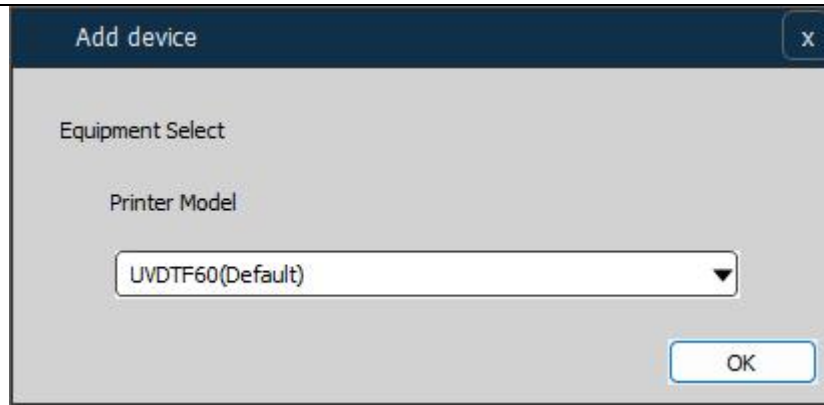 Add device
x
Equipment Select
Printer Model
UVDTF60(Default)
OK